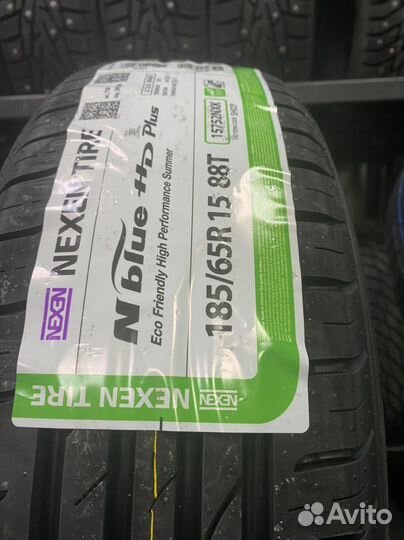 NEXEN NEXEN TIRE
N blue HD Plus
Eco Friendly High Performance Summer
185/65R 15 88T
15752NXK
NEXEN TIRE NEXEN
Avito